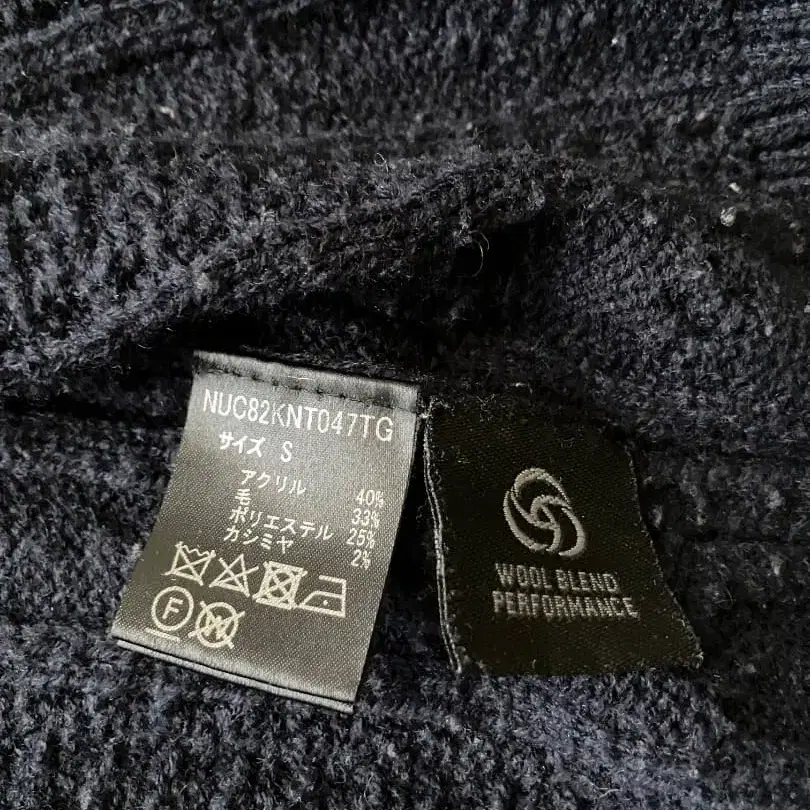 NUC82KNT047TG
サイズ S
アクリル 40%
毛 33%
ポリエステル 25%
カシミヤ 2%
F
W
WOOL BLEND
PERFORMANCE